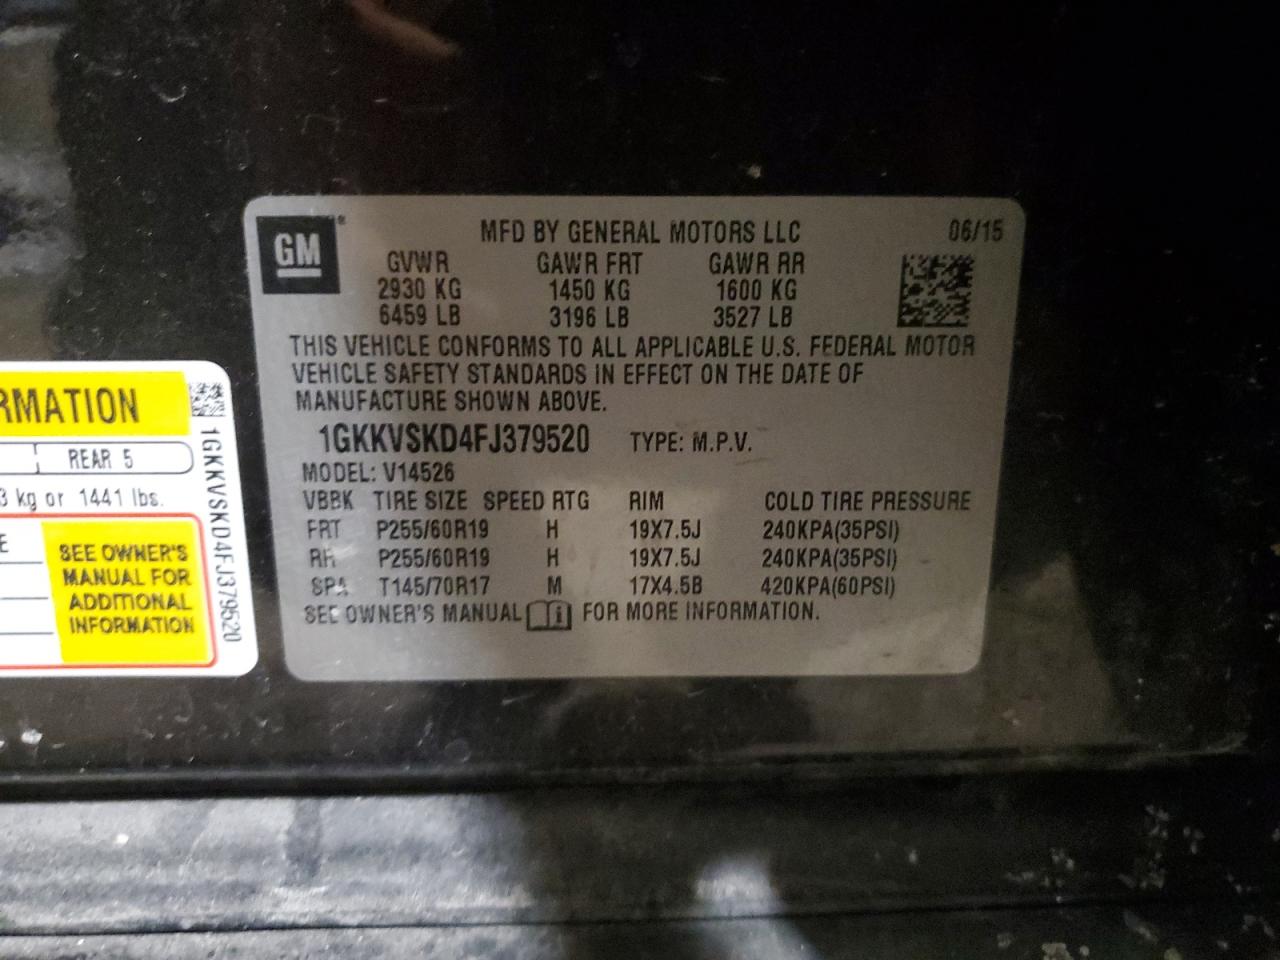 GM®
MFD BY GENERAL MOTORS LLC 06/15
GVWR GAWR FRT GAWR RR
2930 KG 1450 KG 1600 KG
6459 LB 3196 LB 3527 LB
THIS VEHICLE CONFORMS TO ALL APPLICABLE U.S. FEDERAL MOTOR
VEHICLE SAFETY STANDARDS IN EFFECT ON THE DATE OF
MANUFACTURE SHOWN ABOVE.
1GKKVSKD4FJ379520 TYPE: M.P.V.
MODEL: V14526
VBBK TIRE SIZE SPEED RTG RIM COLD TIRE PRESSURE
FRT P255/60R19 H 19X7.5J 240KPA(35PSI)
RR P255/60R19 H 19X7.5J 240KPA(35PSI)
SPA T145/70R17 M 17X4.5B 420KPA(60PSI)
SEE OWNER'S MANUAL i FOR MORE INFORMATION.
RMATION
REAR 5
3 kg or 1441 lbs.
E
SEE OWNER'S
MANUAL FOR
ADDITIONAL
INFORMATION
1GKKVSKD4FJ379520